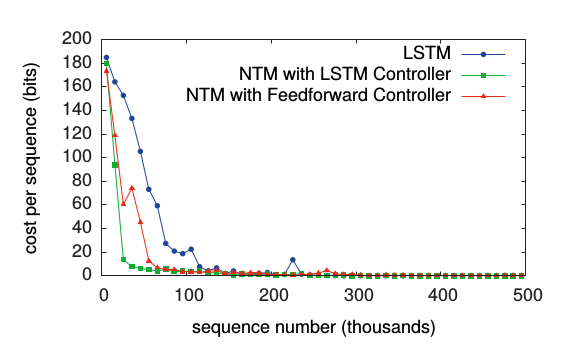 200
180
160
140
120
100
80
60
40
20
0
cost per sequence (bits)
LSTM
NTM with LSTM Controller
NTM with Feedforward Controller
0 100 200 300 400 500
sequence number (thousands)